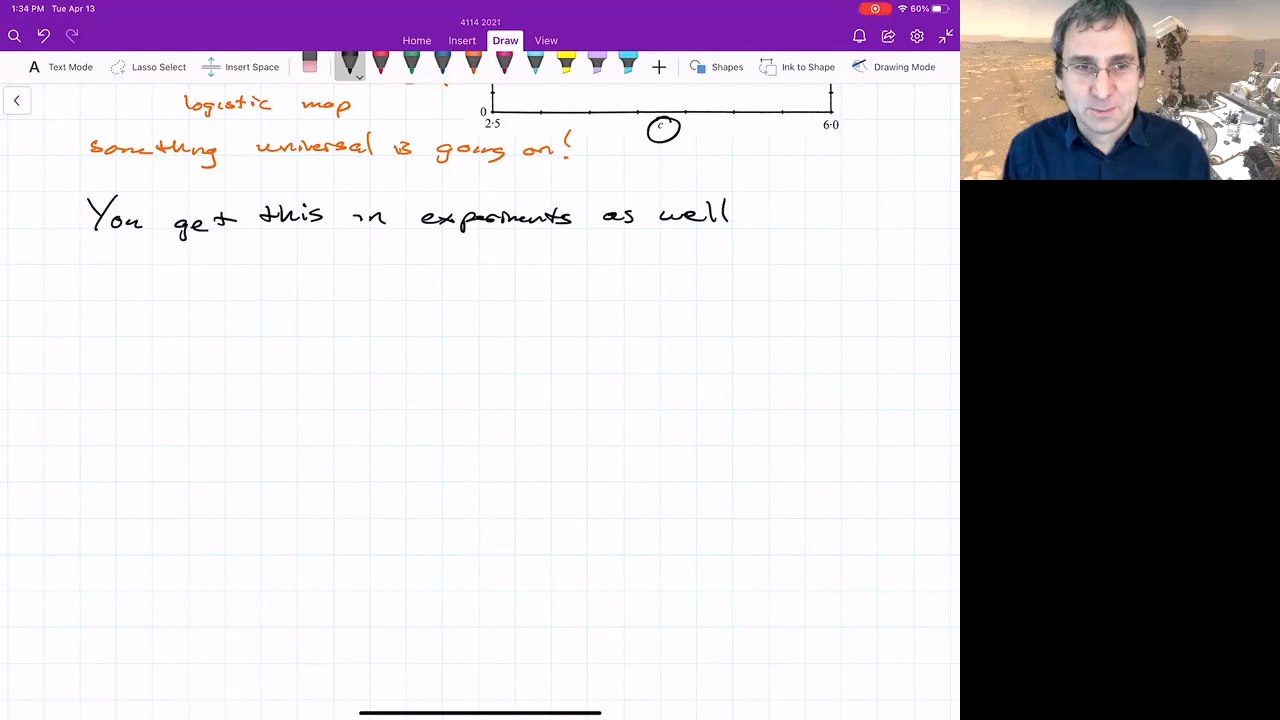 1:34 PM Tue Apr 13
60%
4114 2021
Home Insert Draw View
Text Mode Lasso Select Insert Space Shapes Ink to Shape Drawing Mode
logistic map
0
2·5 c 6·0
something universal is going on!
You get this in experiments as well